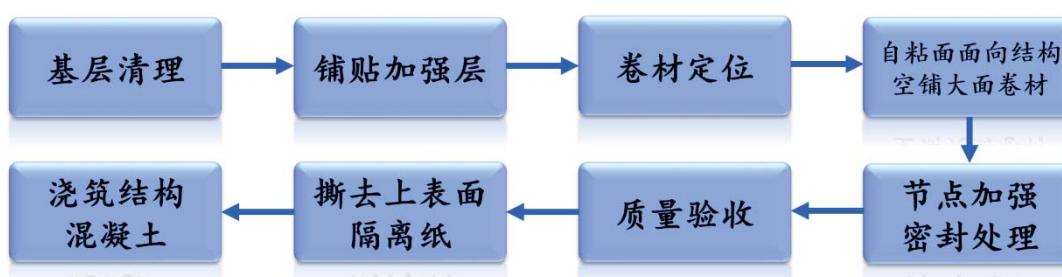 基层清理
铺贴加强层
卷材定位
自粘面面向结构
空铺大面卷材
节点加强
密封处理
质量验收
撕去上表面
隔离纸
浇筑结构
混凝土